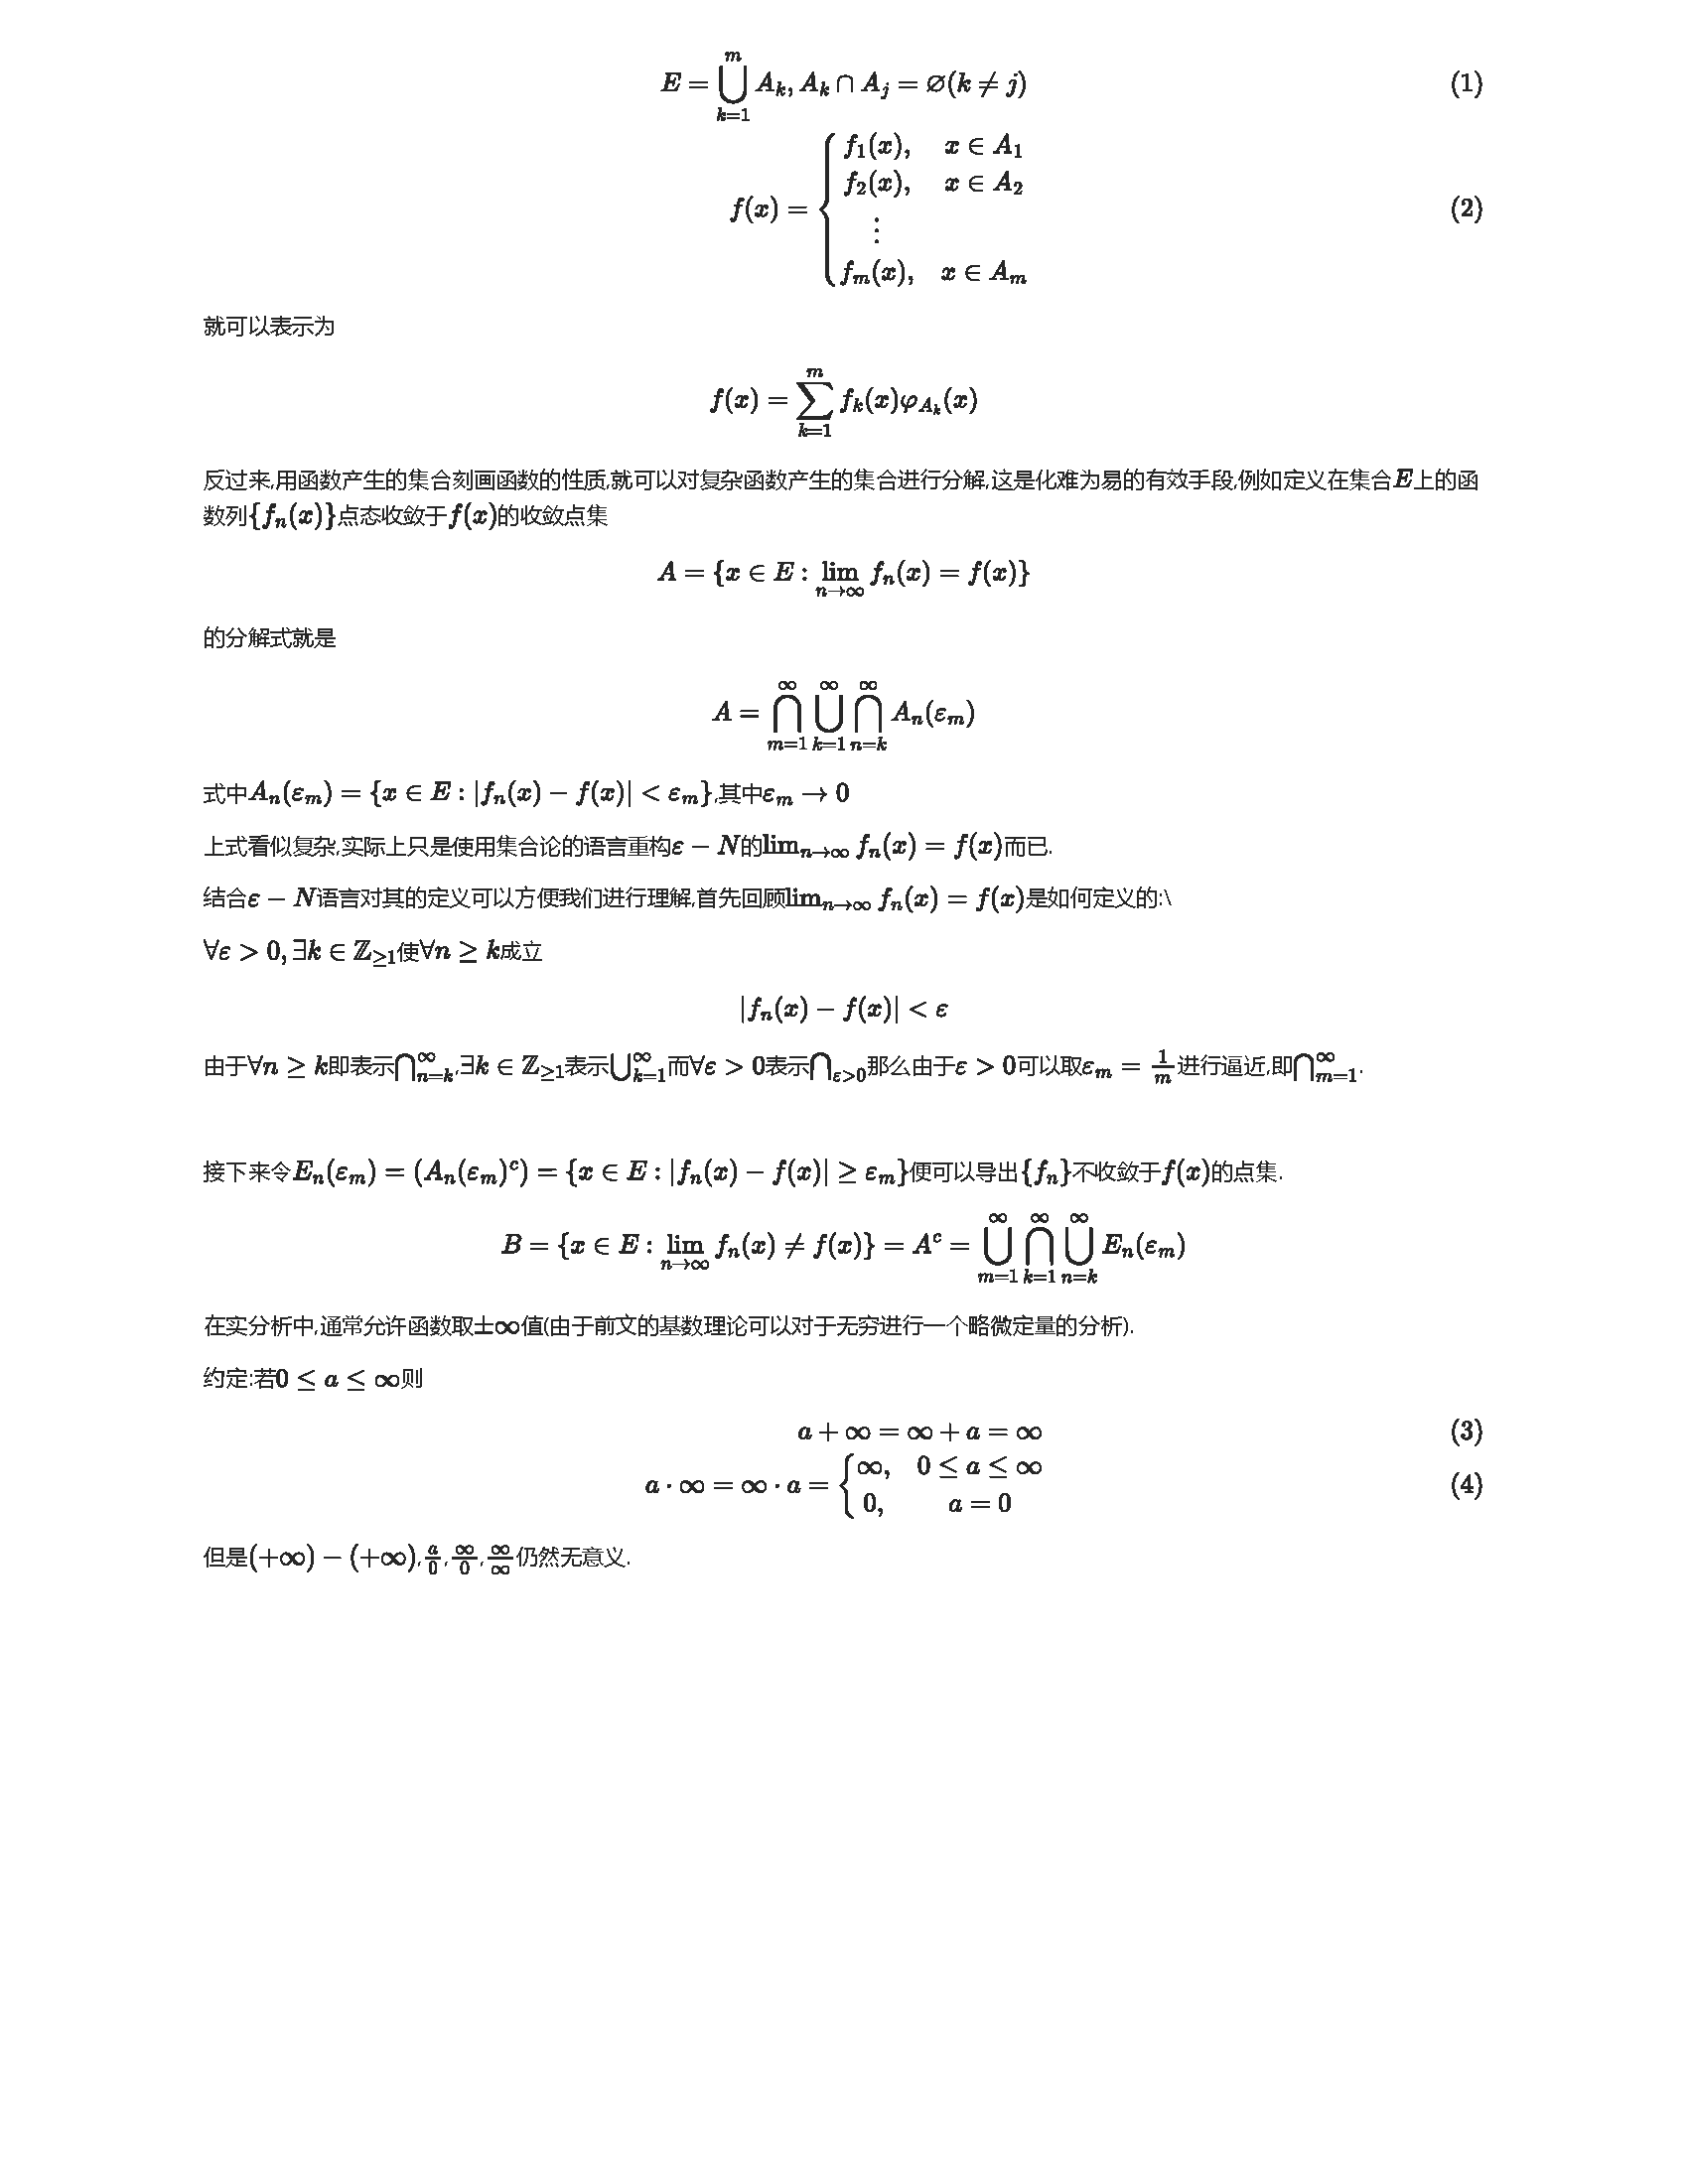 $$E=\bigcup_{k=1}^{m}A_k,A_k\cap A_j=\varnothing(k\neq j)\qquad(1)$$
$$f(x)=\begin{cases}f_1(x),&x\in A_1\\f_2(x),&x\in A_2\\\vdots\\f_m(x),&x\in A_m\end{cases}\qquad(2)$$
就可以表示为
$$f(x)=\sum_{k=1}^{m}f_k(x)\varphi_{A_k}(x)$$
反过来,用函数产生的集合刻画函数的性质,就可以对复杂函数产生的集合进行分解,这是化难为易的有效手段,例如定义在集合$E$上的函
数列$\{f_n(x)\}$点态收敛于$f(x)$的收敛点集
$$A=\{x\in E:\lim_{n\to\infty}f_n(x)=f(x)\}$$
的分解式就是
$$A=\bigcap_{m=1}^{\infty}\bigcup_{k=1}^{\infty}\bigcap_{n=k}^{\infty}A_n(\varepsilon_m)$$
式中$A_n(\varepsilon_m)=\{x\in E:|f_n(x)-f(x)|<\varepsilon_m\}$,其中$\varepsilon_m\to 0$
上式看似复杂,实际上只是使用集合论的语言重构$\varepsilon-N$的$\lim_{n\to\infty}f_n(x)=f(x)$而已.
结合$\varepsilon-N$语言对其的定义可以方便我们进行理解,首先回顾$\lim_{n\to\infty}f_n(x)=f(x)$是如何定义的:\
$\forall\varepsilon>0,\exists k\in\mathbb{Z}_{\geq 1}$使$\forall n\geq k$成立
$$|f_n(x)-f(x)|<\varepsilon$$
由于$\forall n\geq k$即表示$\bigcap_{n=k}^{\infty}$,$\exists k\in\mathbb{Z}_{\geq 1}$表示$\bigcup_{k=1}^{\infty}$而$\forall\varepsilon>0$表示$\bigcap_{\varepsilon>0}$那么由于$\varepsilon>0$可以取$\varepsilon_m=\frac{1}{m}$进行逼近,即$\bigcap_{m=1}^{\infty}$.
接下来令$E_n(\varepsilon_m)=(A_n(\varepsilon_m)^c)=\{x\in E:|f_n(x)-f(x)|\geq\varepsilon_m\}$便可以导出$\{f_n\}$不收敛于$f(x)$的点集.
$$B=\{x\in E:\lim_{n\to\infty}f_n(x)\neq f(x)\}=A^c=\bigcup_{m=1}^{\infty}\bigcap_{k=1}^{\infty}\bigcup_{n=k}^{\infty}E_n(\varepsilon_m)$$
在实分析中,通常允许函数取$\pm\infty$值(由于前文的基数理论可以对于无穷进行一个略微定量的分析).
约定:若$0\leq a\leq\infty$则
$$a+\infty=\infty+a=\infty\qquad(3)$$
$$a\cdot\infty=\infty\cdot a=\begin{cases}\infty,&0\leq a\leq\infty\\0,&a=0\end{cases}\qquad(4)$$
但是$(+\infty)-(+\infty)$,$\frac{a}{0}$,$\frac{\infty}{0}$,$\frac{\infty}{\infty}$仍然无意义.